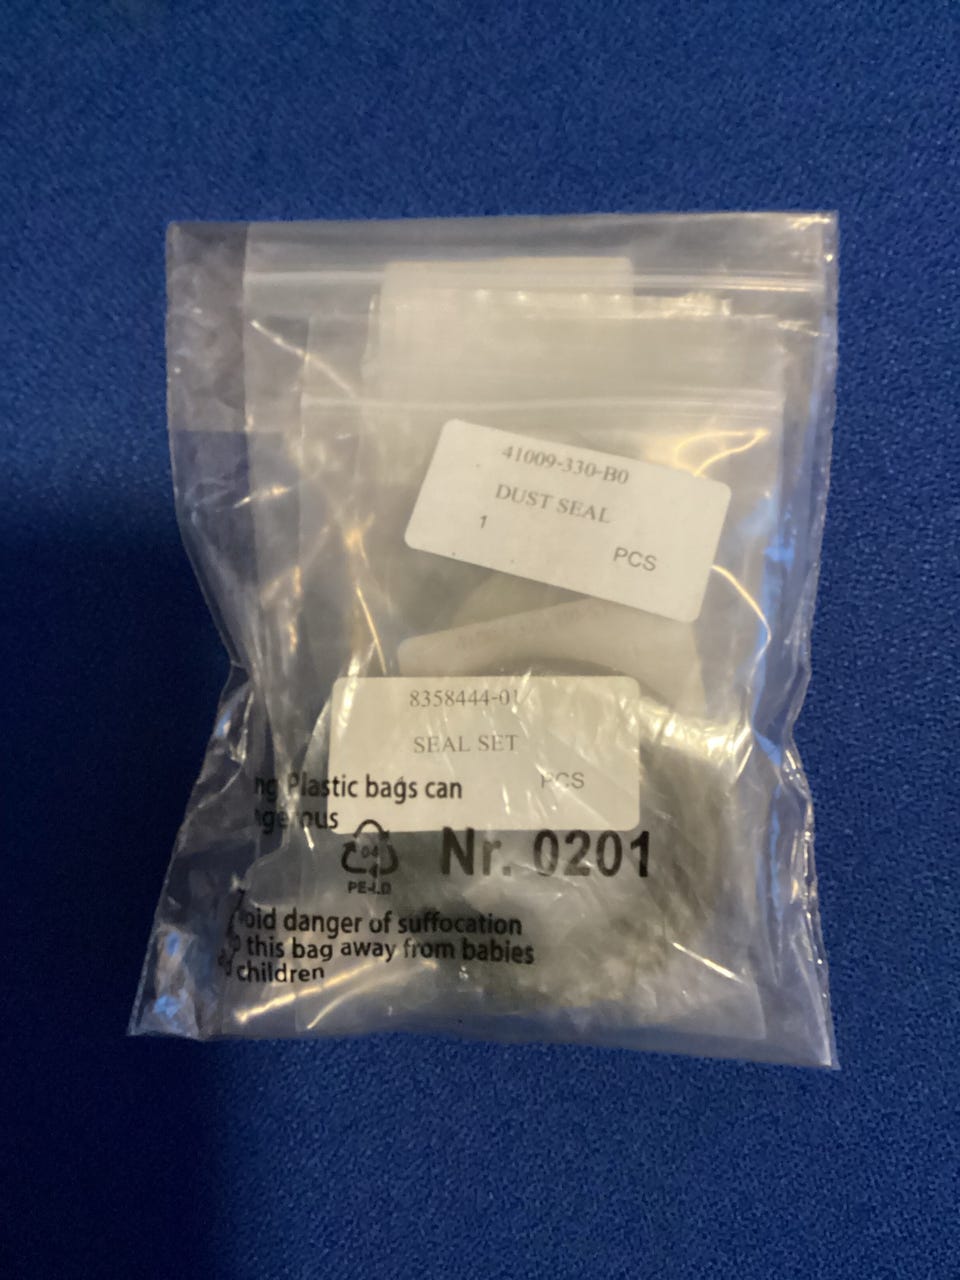 41009-330-B0
DUST SEAL
1
PCS
8358444-01
SEAL SET
PCS
Plastic bags can
04
PE-LD
Nr. 0201
danger of suffocation
this bag away from babies
children